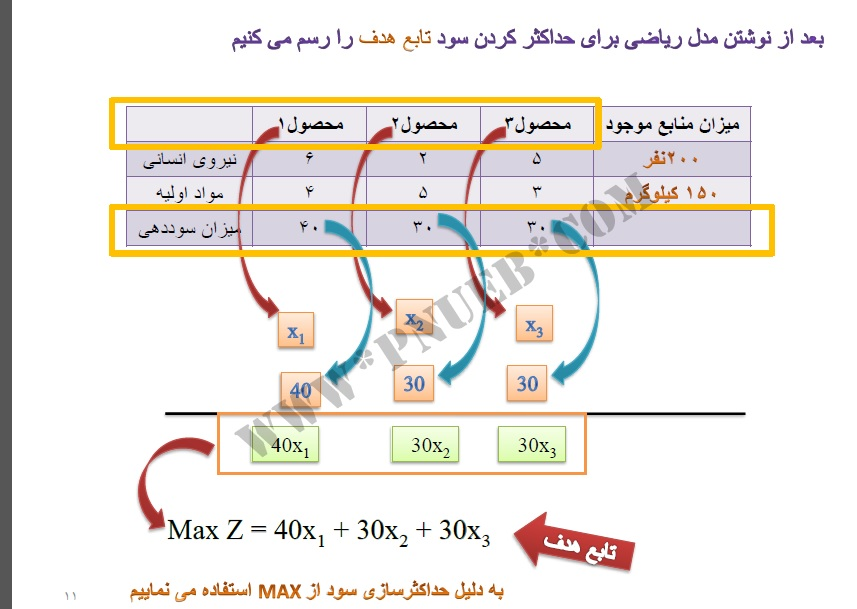 بعد از نوشتن مدل ریاضی برای حداکثر کردن سود تابع هدف را رسم می کنیم
محصول۱ محصول۲ محصول۳ میزان منابع موجود
نیروی انسانی ۶ ۲ ۵ ۲۰۰نفر
مواد اولیه ۴ ۵ ۳ ۱۵۰ کیلوگرم
میزان سوددهی ۴۰ ۳۰ ۳۰
x₁ x₂ x₃
40 30 30
40x₁ 30x₂ 30x₃
WWW*PNUEB*COM
Max Z = 40x₁ + 30x₂ + 30x₃
تابع هدف
به دلیل حداکثرسازی سود از MAX استفاده می نماییم
۱۱